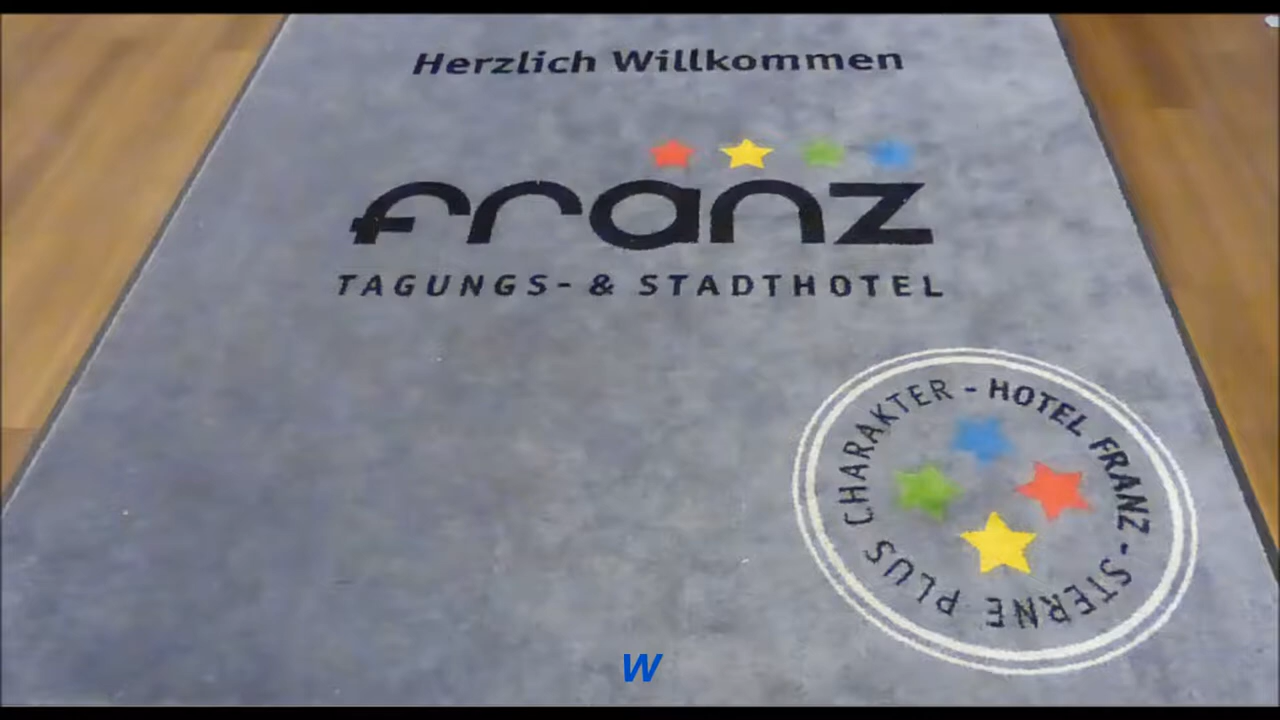 Herzlich Willkommen
franz
TAGUNGS- & STADTHOTEL
HOTEL FRANZ - STERNE PLUS CHARAKTER -
W